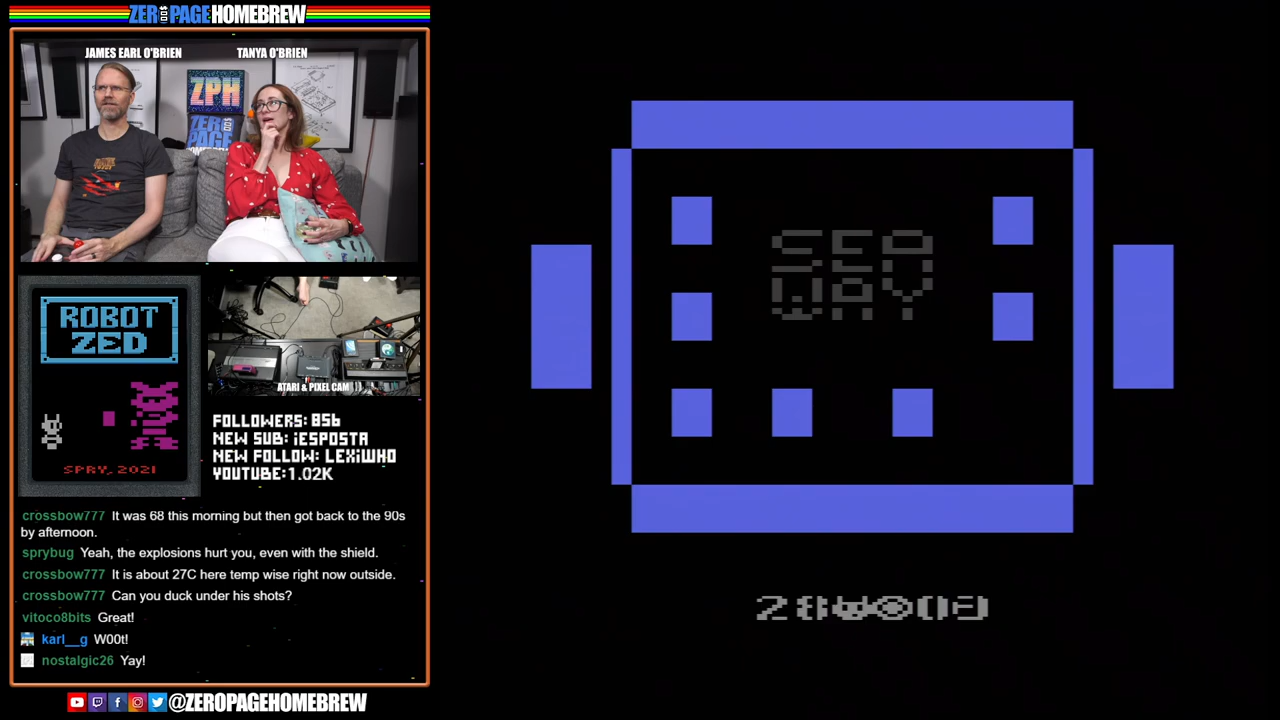 ZEROPAGEHOMEBREW
JAMES EARL O'BRIEN
TANYA O'BRIEN
ZPH
ZERO
PAGE
ROBOT
ZED
SPRY, 2021
ATARI & PIXEL CAM
FOLLOWERS: 856
NEW SUB: iESPOSTA
NEW FOLLOW: LEXiWHO
YOUTUBE:1.02K
crossbow777 It was 68 this morning but then got back to the 90s
by afternoon.
sprybug Yeah, the explosions hurt you, even with the shield.
crossbow777 It is about 27C here temp wise right now outside.
crossbow777 Can you duck under his shots?
vitoco8bits Great!
karl__g W00t!
nostalgic26 Yay!
@ZEROPAGEHOMEBREW
WAY